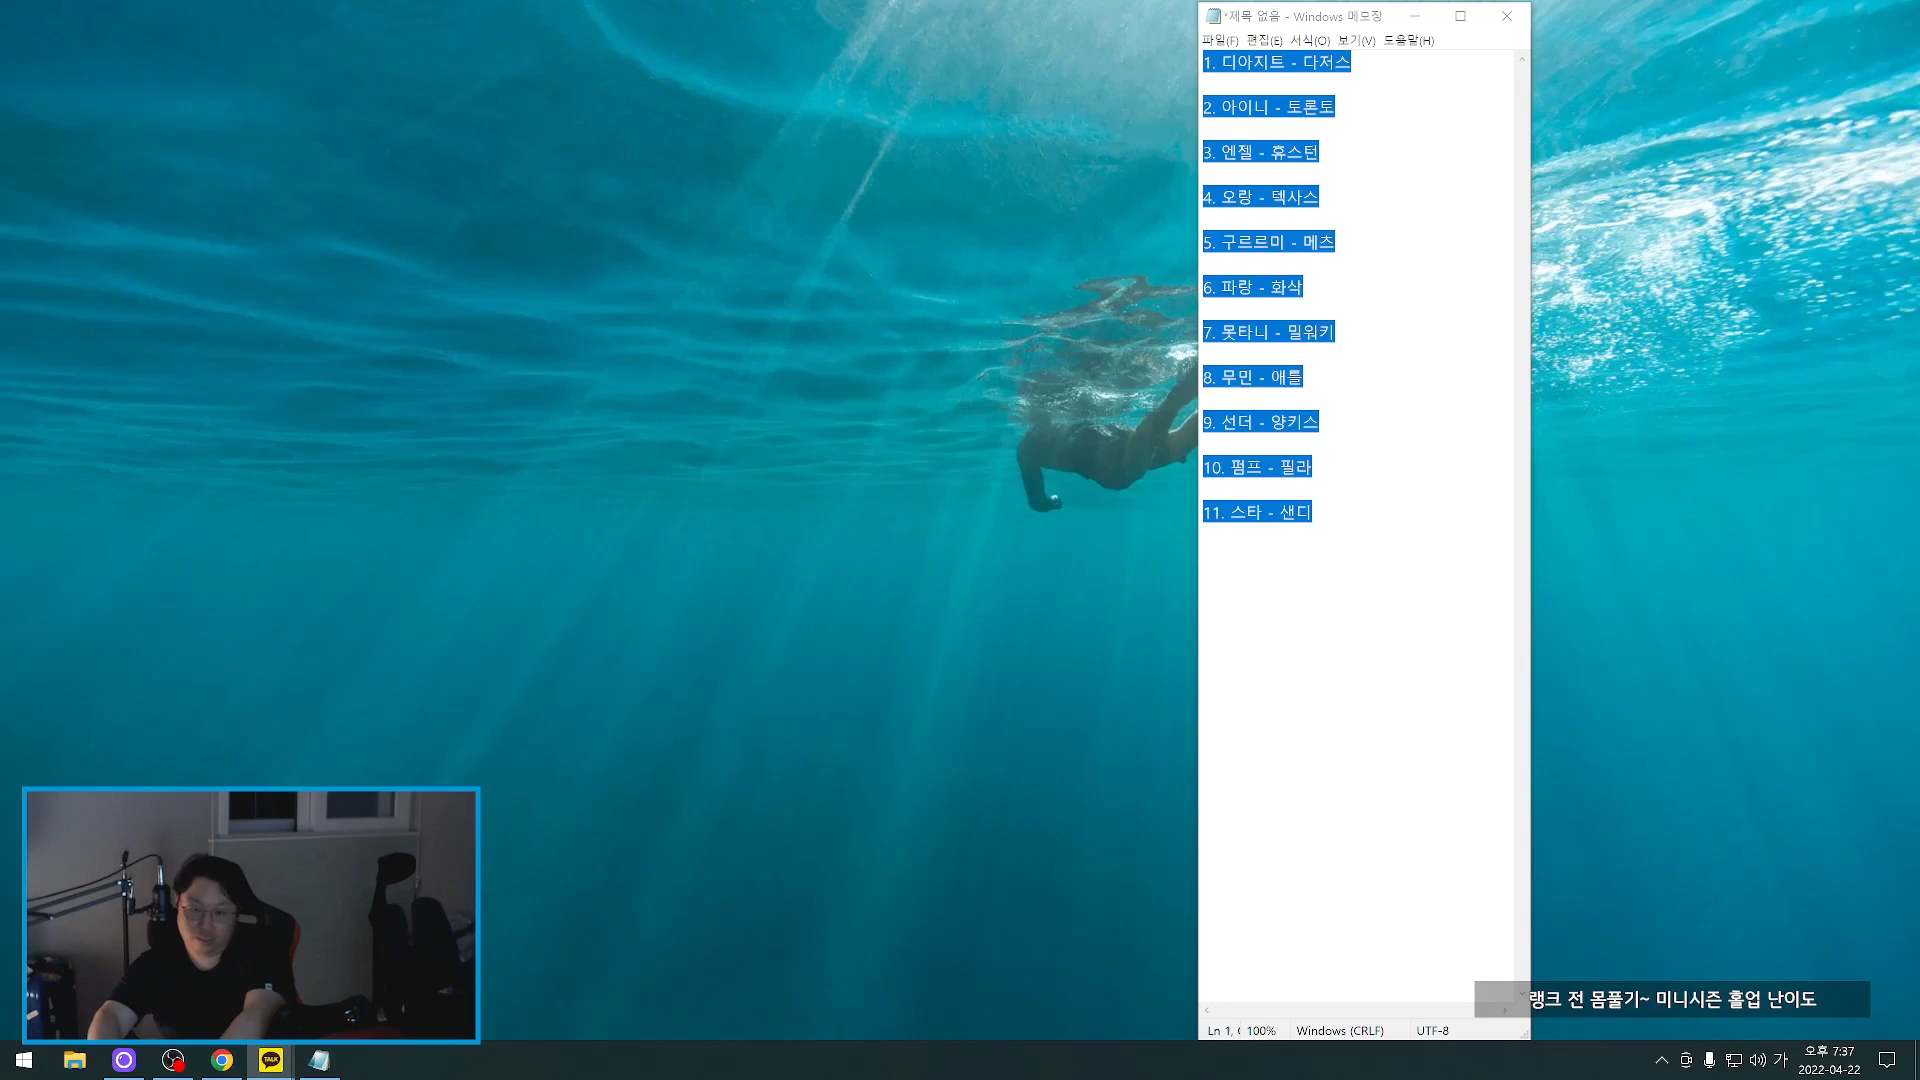 *제목 없음 - Windows 메모장
파일(F) 편집(E) 서식(O) 보기(V) 도움말(H)
1. 디아지트 - 다저스
2. 아이니 - 토론토
3. 엔젤 - 휴스턴
4. 오랑 - 텍사스
5. 구르르미 - 메츠
6. 파랑 - 화삭
7. 못타니 - 밀워키
8. 무민 - 애틀
9. 선더 - 양키스
10. 펌프 - 필라
11. 스타 - 샌디
랭크 전 몸풀기~ 미니시즌 홀업 난이도
Ln 1, 100% Windows (CRLF) UTF-8
TALK
가
오후 7:37
2022-04-22